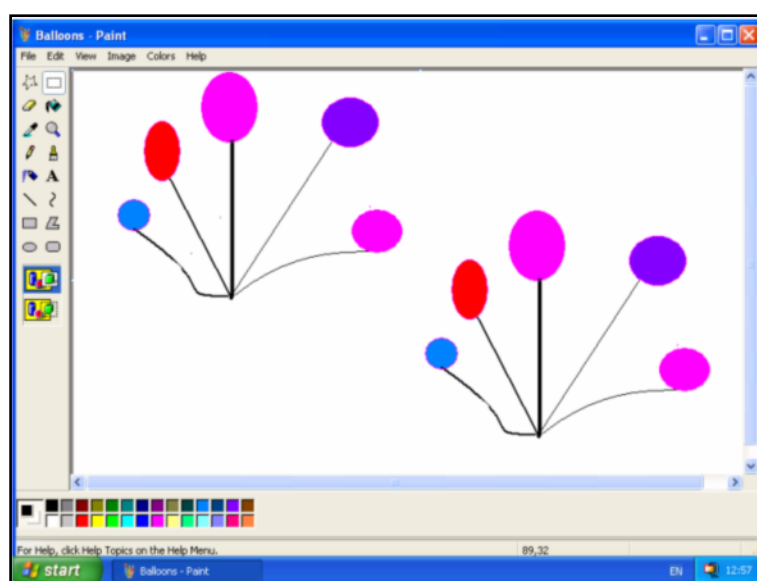 Balloons - Paint
File Edit View Image Colors Help
A
For Help, click Help Topics on the Help Menu.
89,32
start Balloons - Paint EN 12:57